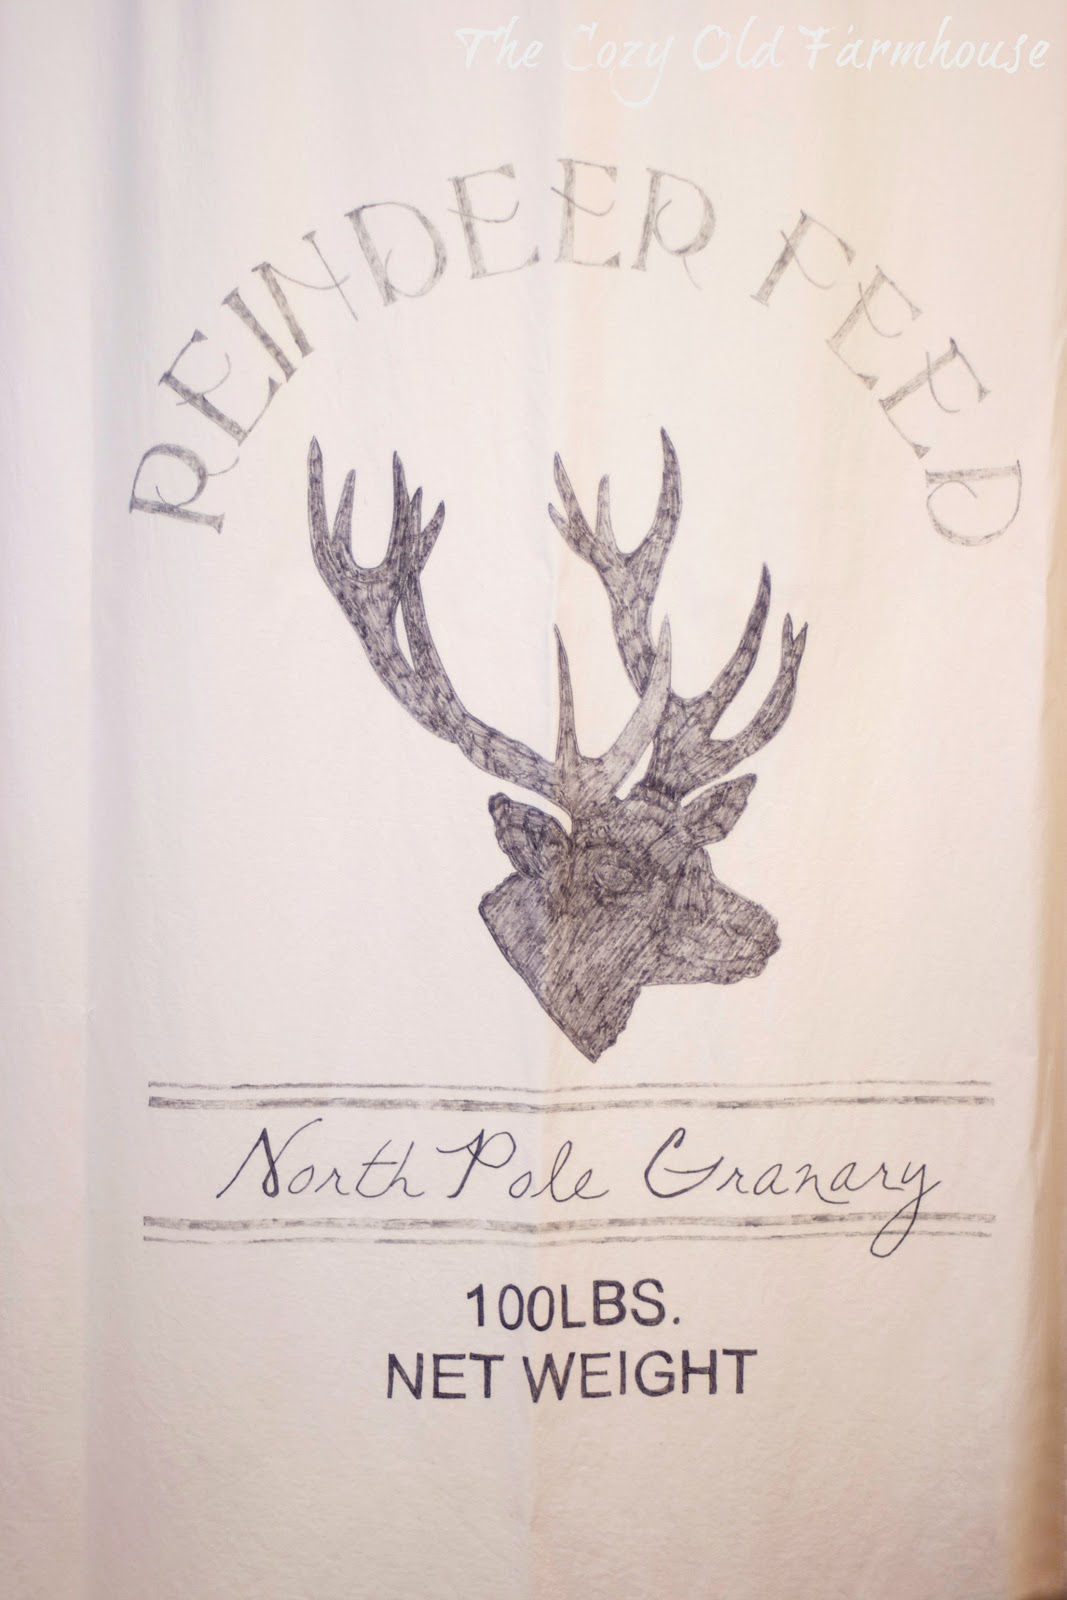 The Cozy Old Farmhouse
REINDEER FEED
North Pole Granary
100LBS.
NET WEIGHT